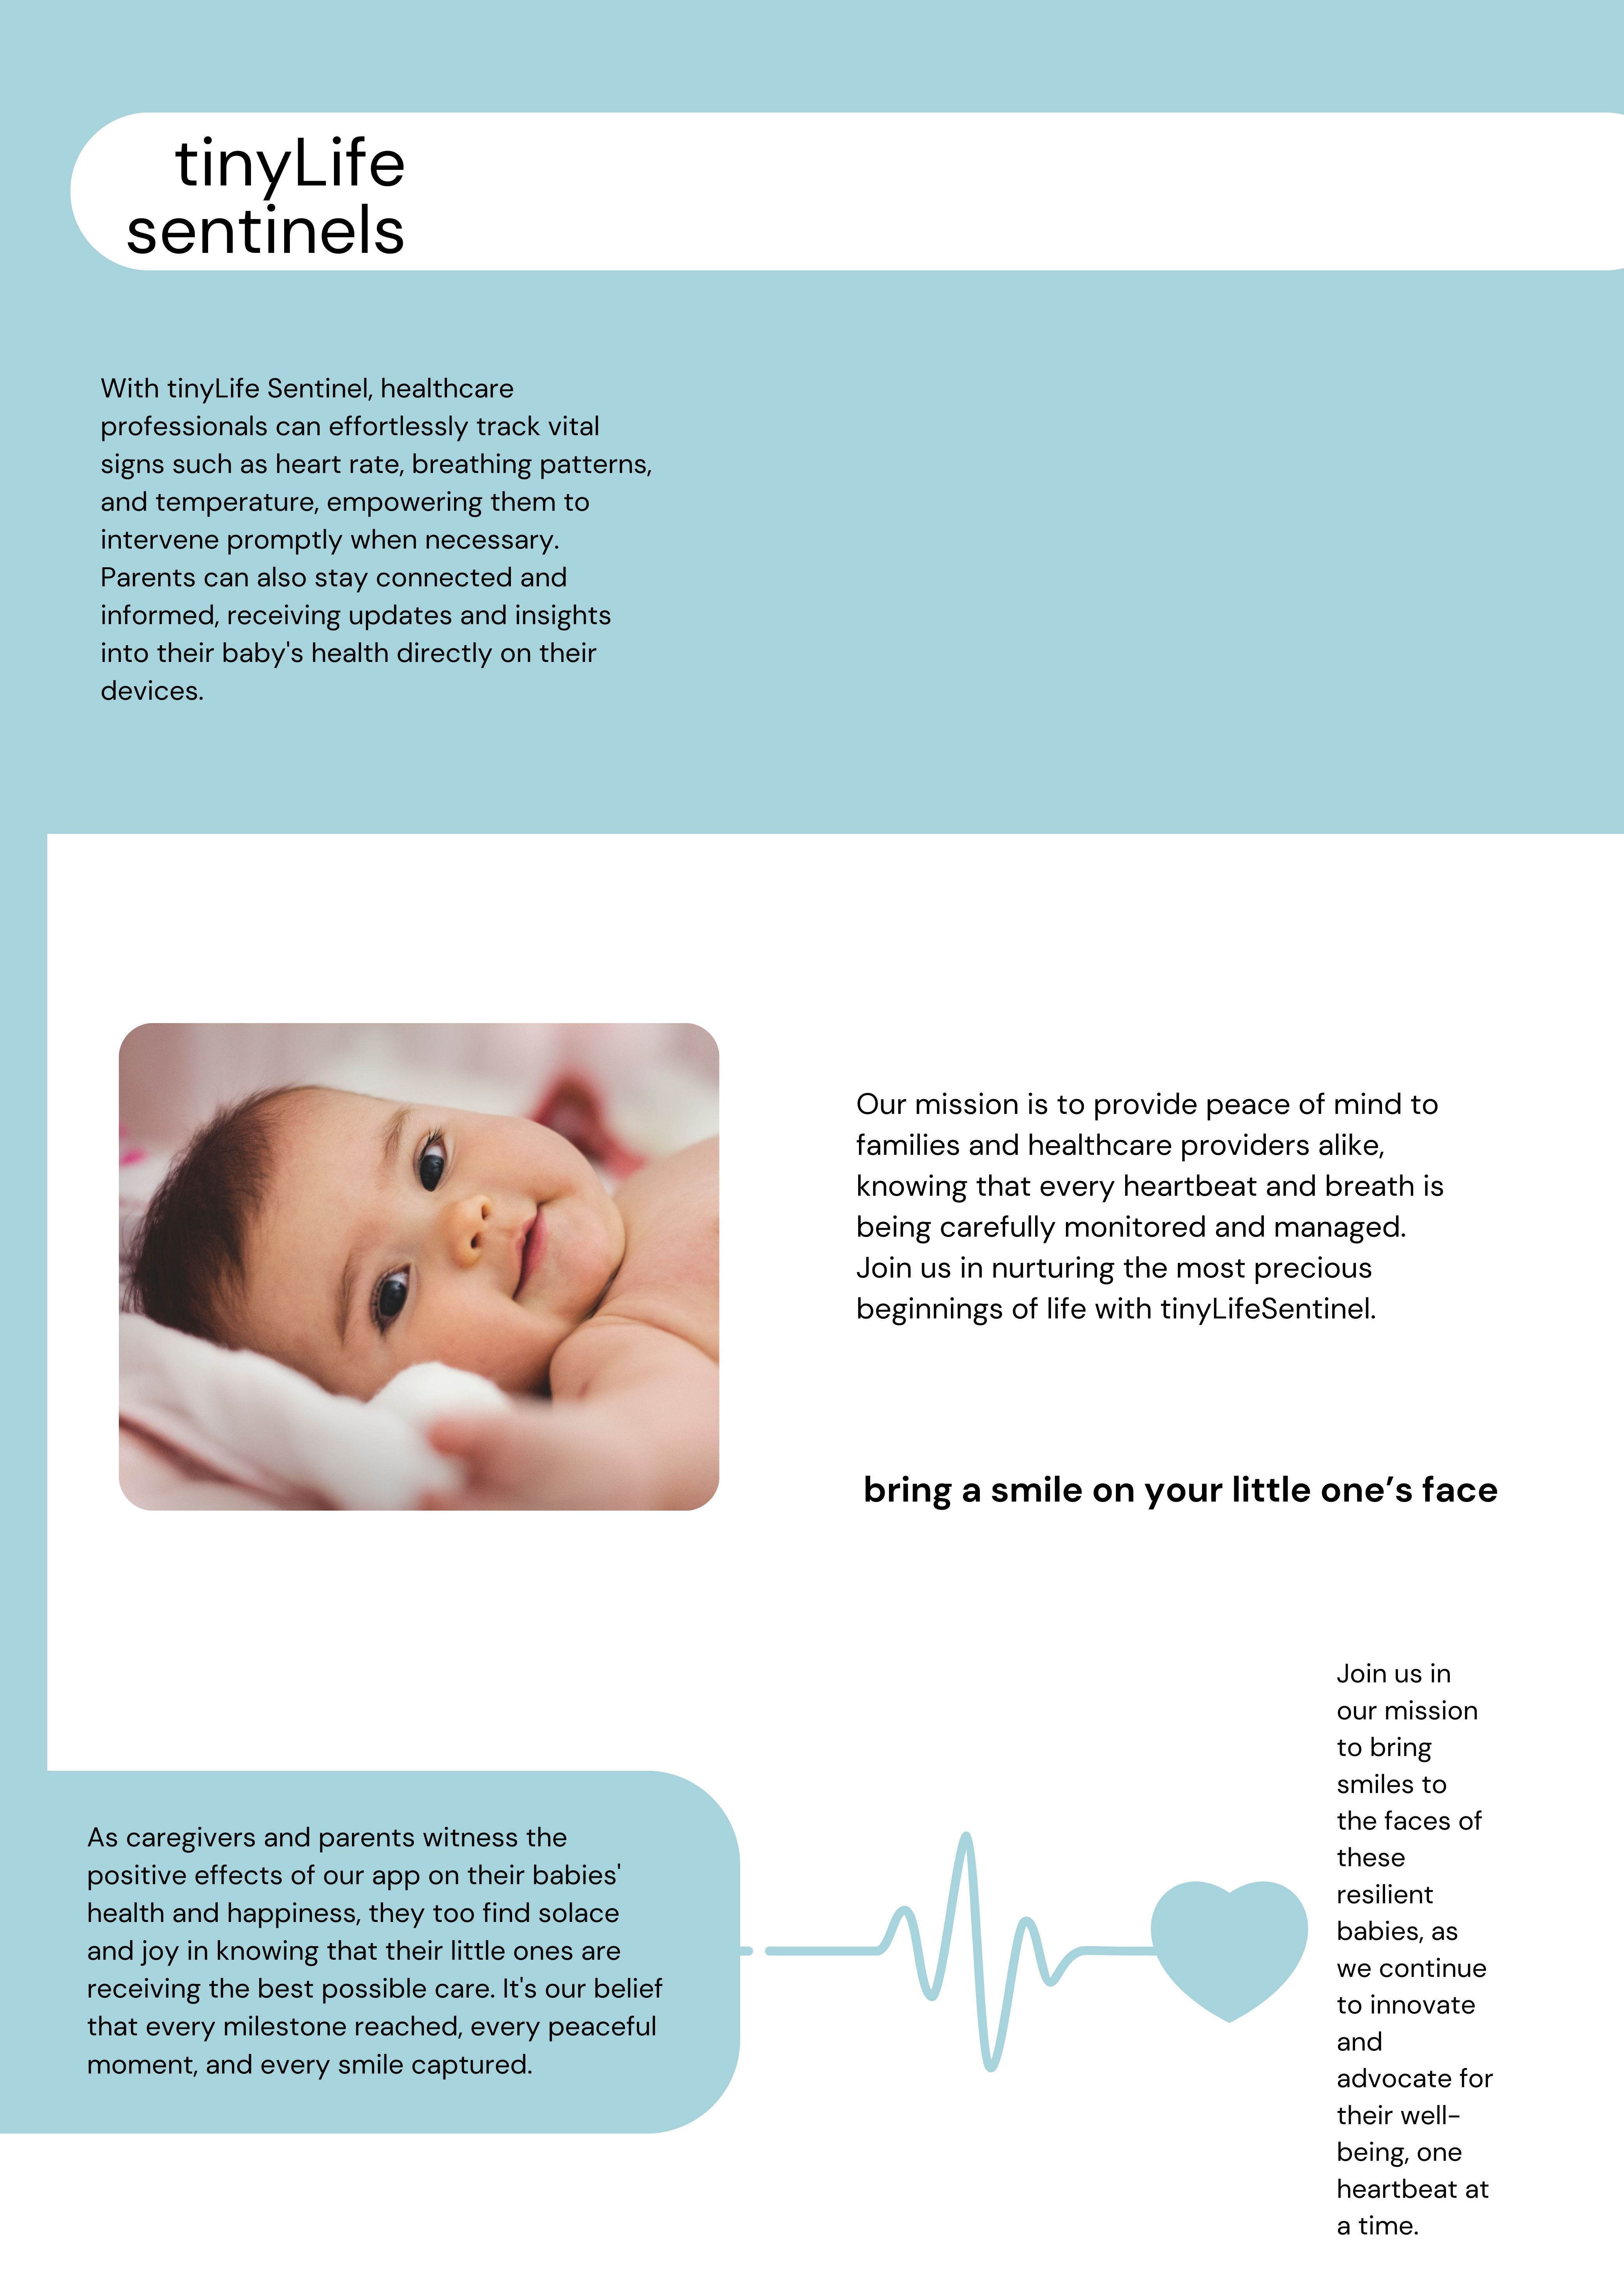 tinyLife
sentinels
With tinyLife Sentinel, healthcare
professionals can effortlessly track vital
signs such as heart rate, breathing patterns,
and temperature, empowering them to
intervene promptly when necessary.
Parents can also stay connected and
informed, receiving updates and insights
into their baby's health directly on their
devices.
Our mission is to provide peace of mind to
families and healthcare providers alike,
knowing that every heartbeat and breath is
being carefully monitored and managed.
Join us in nurturing the most precious
beginnings of life with tinyLifeSentinel.
bring a smile on your little one’s face
As caregivers and parents witness the
positive effects of our app on their babies'
health and happiness, they too find solace
and joy in knowing that their little ones are
receiving the best possible care. It's our belief
that every milestone reached, every peaceful
moment, and every smile captured.
Join us in
our mission
to bring
smiles to
the faces of
these
resilient
babies, as
we continue
to innovate
and
advocate for
their well-
being, one
heartbeat at
a time.